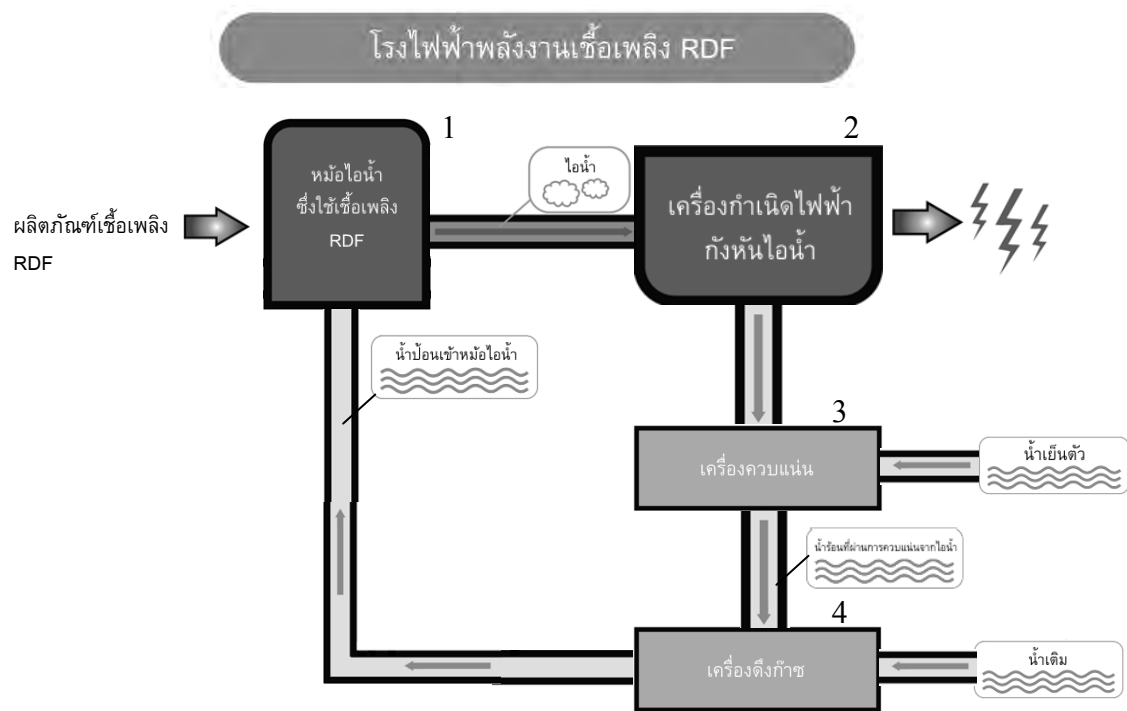 โรงไฟฟ้าพลังงานเชื้อเพลิง RDF
1
2
หม้อไอน้ำ
ซึ่งใช้เชื้อเพลิง
RDF
ไอน้ำ
เครื่องกำเนิดไฟฟ้า
กังหันไอน้ำ
ผลิตภัณฑ์เชื้อเพลิง
RDF
น้ำป้อนเข้าหม้อไอน้ำ
3
เครื่องควบแน่น
น้ำเย็นตัว
น้ำร้อนที่ผ่านการควบแน่นจากไอน้ำ
4
เครื่องดึงก๊าซ
น้ำเติม